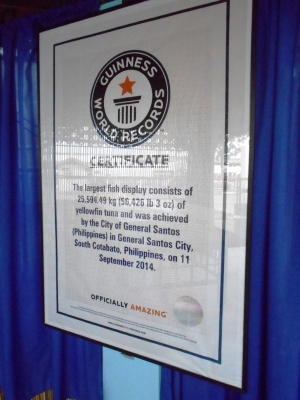 GUINNESS
WORLD RECORDS
CERTIFICATE
The largest fish display consists of
25,594.49 kg (56,426 lb 3 oz) of
yellowfin tuna and was achieved
by the City of General Santos
(Philippines) in General Santos City,
South Cotabato, Philippines, on 11
September 2014.
OFFICIALLY AMAZING